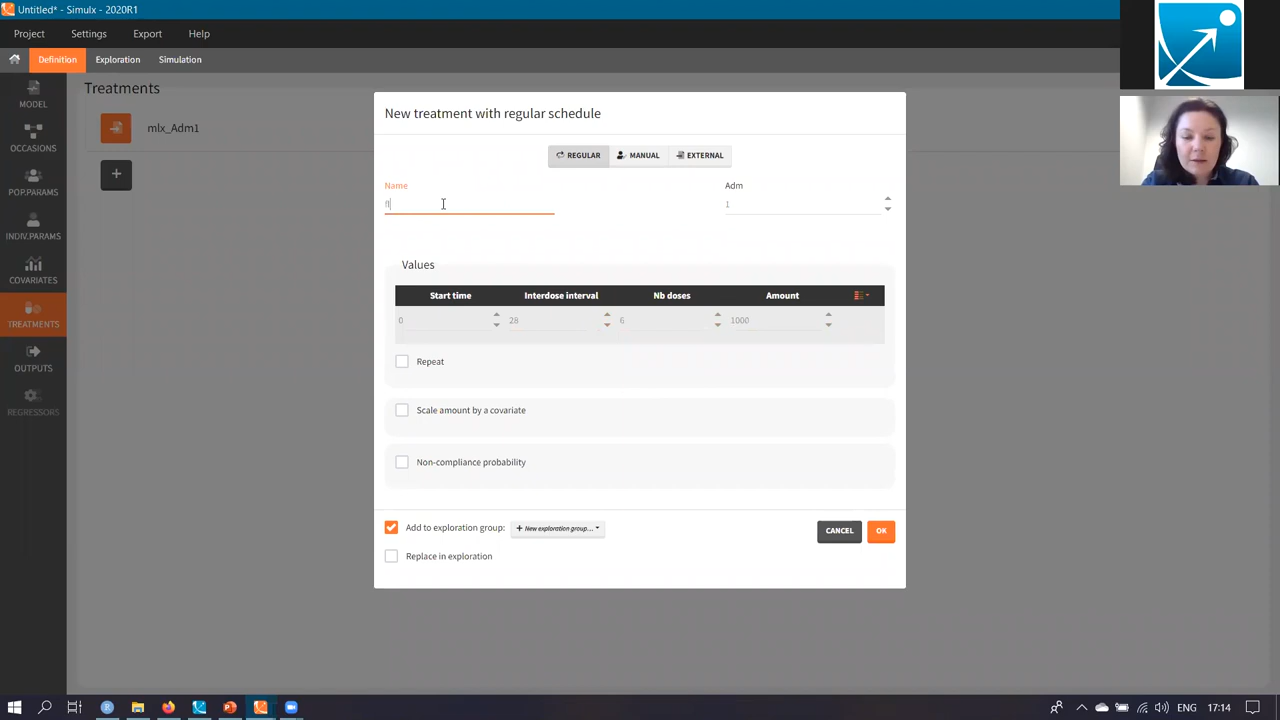 Untitled* - Simulx - 2020R1
Project Settings Export Help
Definition Exploration Simulation
MODEL
OCCASIONS
POP.PARAMS
INDIV.PARAMS
COVARIATES
TREATMENTS
OUTPUTS
REGRESSORS
Treatments
mlx_Adm1
New treatment with regular schedule
REGULAR MANUAL EXTERNAL
Name Adm
1
Values
Start time Interdose interval Nb doses Amount
0 28 6 1000
Repeat
Scale amount by a covariate
Non-compliance probability
Add to exploration group: + New exploration group...
CANCEL OK
Replace in exploration
ENG 17:14